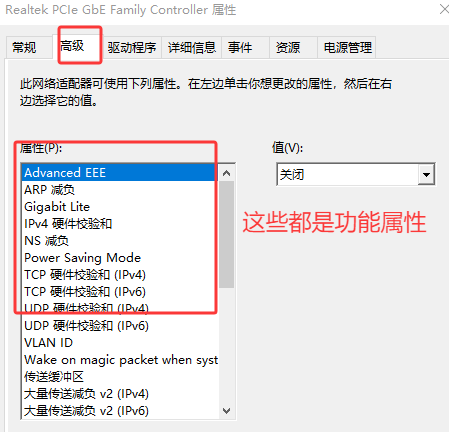 Realtek PCIe GbE Family Controller 属性
常规 高级 驱动程序 详细信息 事件 资源 电源管理
此网络适配器可使用下列属性。在左边单击你想更改的属性，然后在右
边选择它的值。
属性(P): 值(V):
Advanced EEE 关闭
ARP 减负
Gigabit Lite
IPv4 硬件校验和
这些都是功能属性
NS 减负
Power Saving Mode
TCP 硬件校验和 (IPv4)
TCP 硬件校验和 (IPv6)
UDP 硬件校验和 (IPv4)
UDP 硬件校验和 (IPv6)
VLAN ID
Wake on magic packet when syst
传送缓冲区
大量传送减负 v2 (IPv4)
大量传送减负 v2 (IPv6)